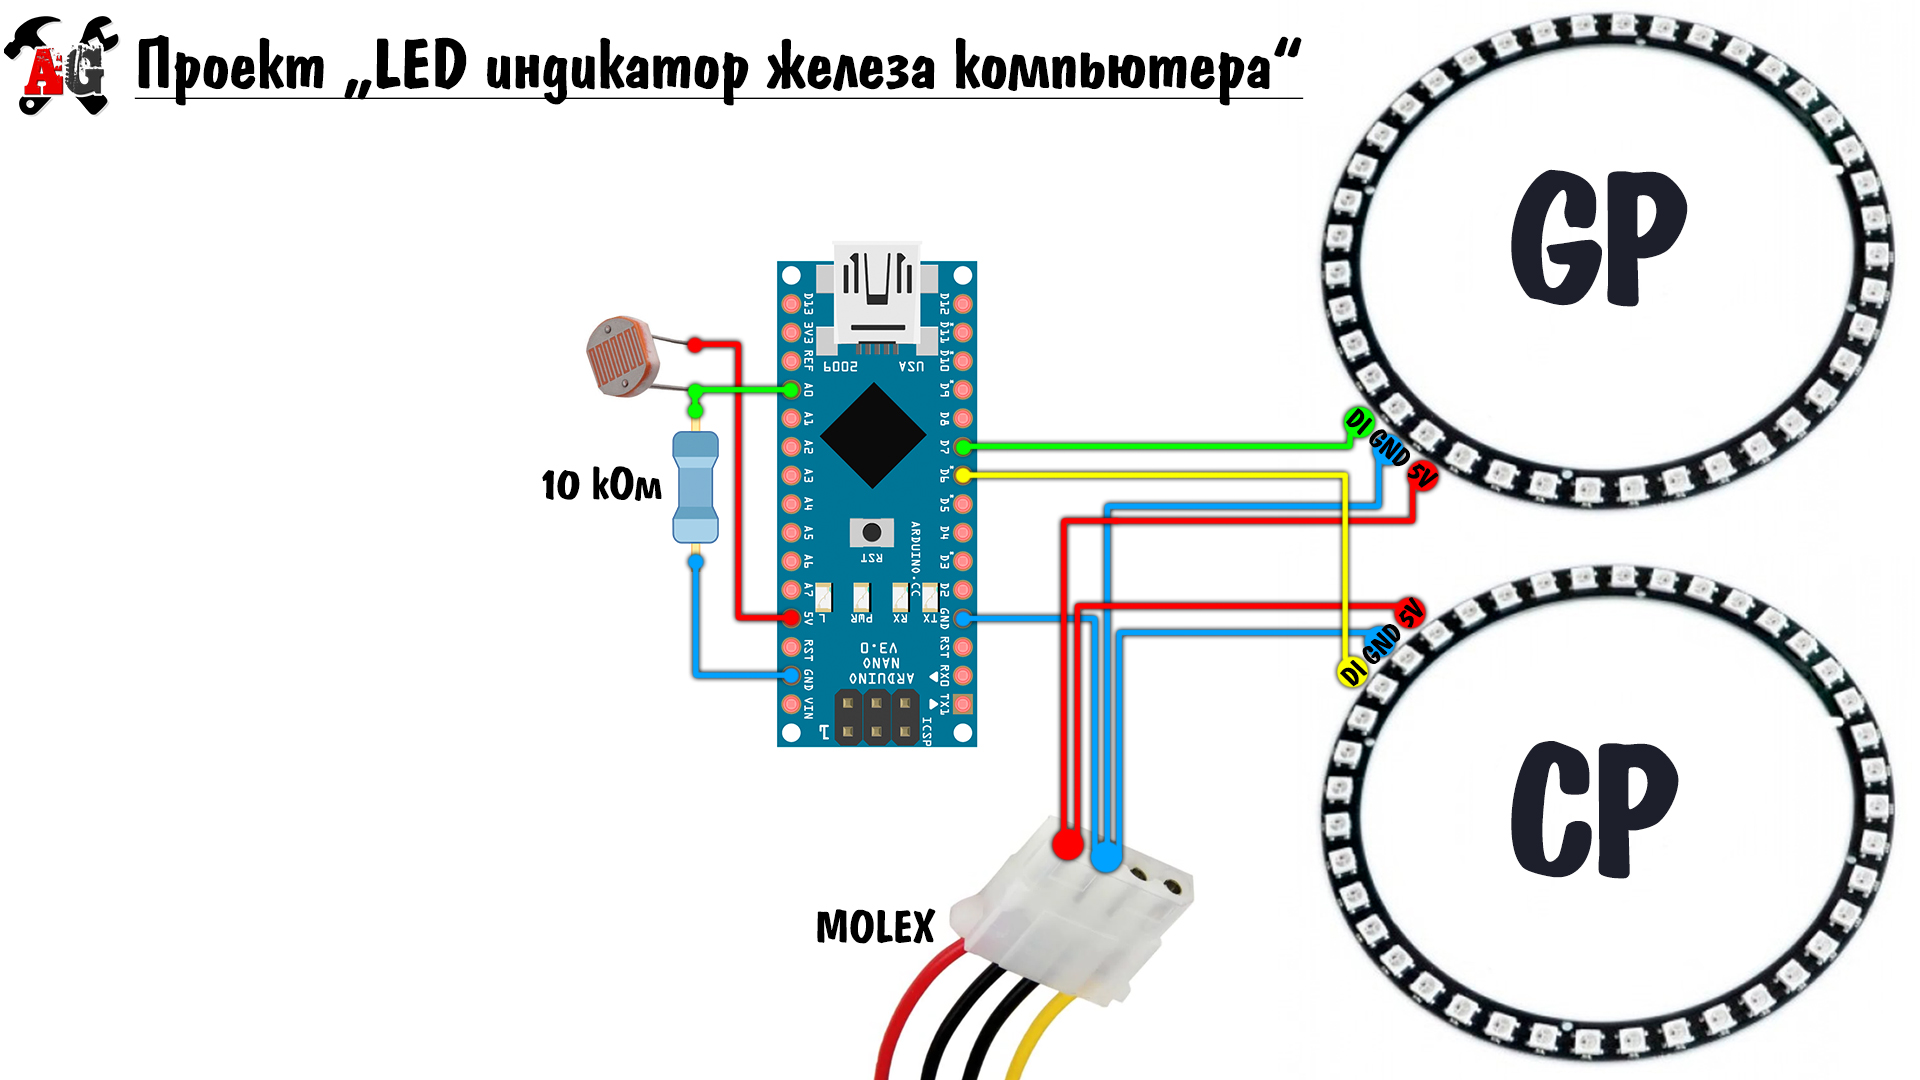 AG
Проект „LED индикатор железа компьютера“
GP
10 кОм
MOLEX
D13
3V3
REF
A0
A1
A2
A3
A4
A5
A6
A7
5V
RST
GND
VIN
D12
D11
D10
D9
D8
D7
D6
D5
D4
D3
D2
GND
RST
RX0
TX1
2009
USA
RST
ARDUINO.CC
L
PWR
RX
TX
ARDUINO
NANO
V3.0
1
ICSP
DI GND 5V
5V
GND
DI
CP